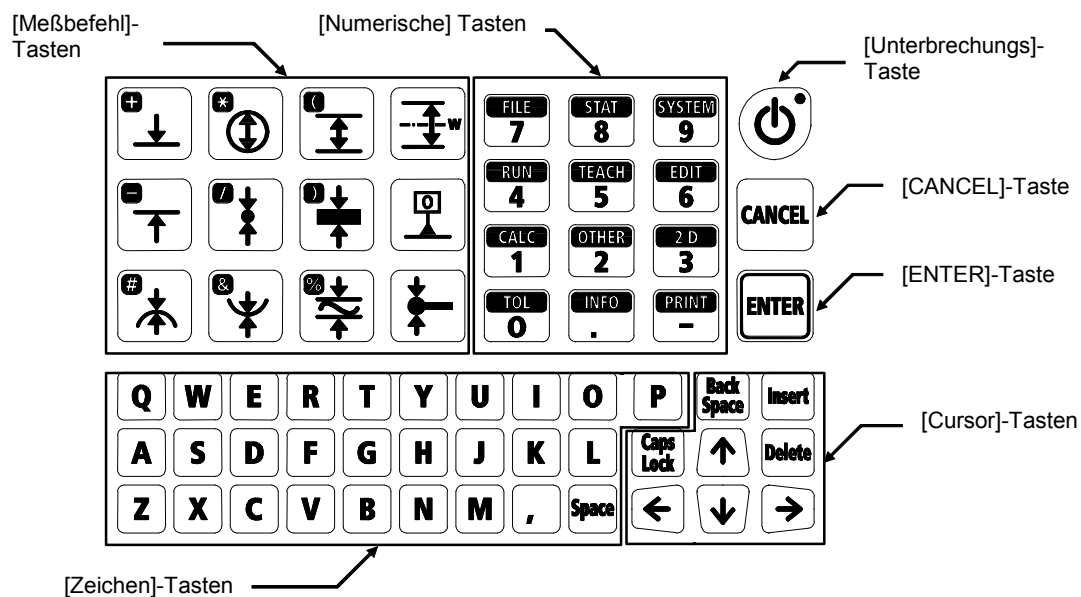 [Meßbefehl]-
Tasten
[Numerische] Tasten
[Unterbrechungs]-
Taste
+ * (
W
FILE STAT SYSTEM
7 8 9
- / )
0
RUN TEACH EDIT
4 5 6
CANCEL
[CANCEL]-Taste
CALC OTHER 2 D
1 2 3
# & %
TOL INFO PRINT
0 . -
ENTER
[ENTER]-Taste
Q W E R T Y U I O P
Back
Space
Insert
A S D F G H J K L
Caps
Lock
Delete
[Cursor]-Tasten
Z X C V B N M , Space
[Zeichen]-Tasten